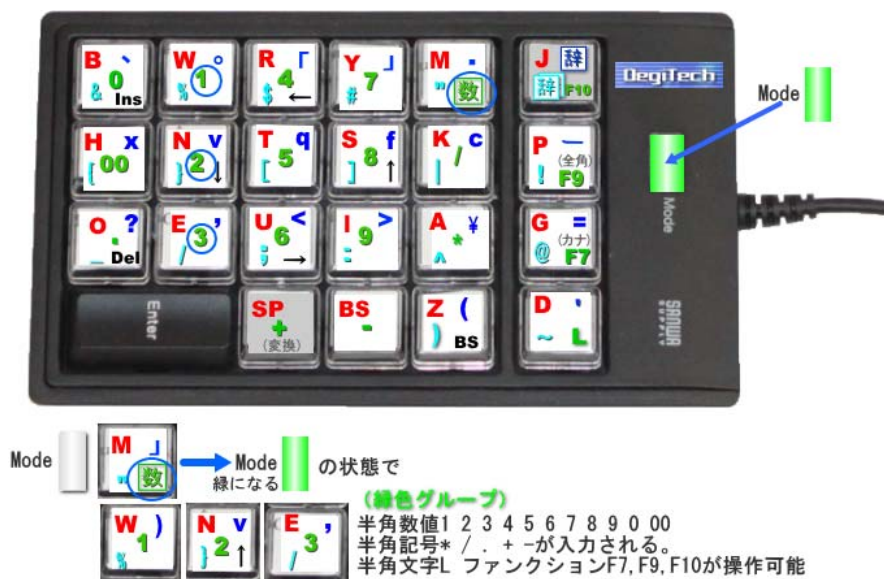 B 、 W 。 R 「 Y 」 M ・ J 辞
& 0 Ins % 1 $ 4 ← # 7 " 数 辞 F10
DegiTech
Mode
H x N v T q S f K c P ー
{ 00 } 2 ↓ [ 5 ] 8 ↑ | / (全角)
! F9
Mode
O ? E , U < I > A ¥ G =
_ . Del / 3 ; 6 → : 9 ^ * (カナ)
@ F7
Enter SP + (変換) BS - Z ( ) BS D ' ~ L
SANWA
SUPPLY
Mode M 」 " 数 Mode の状態で
緑になる
(緑色グループ)
W ) % 1 N v } 2 ↑ E , / 3
半角数値1 2 3 4 5 6 7 8 9 0 00
半角記号* / . + -が入力される。
半角文字L ファンクションF7,F9,F10が操作可能